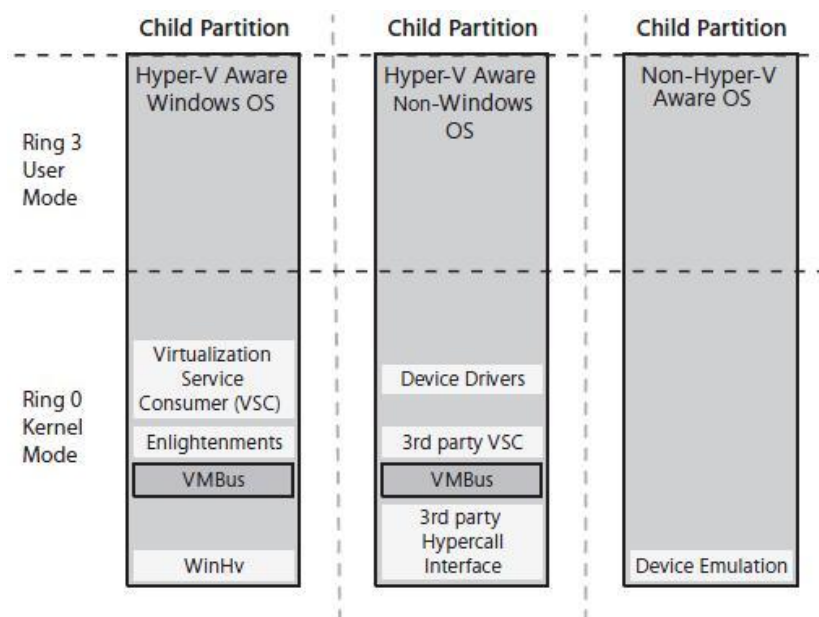 Child Partition
Child Partition
Child Partition
Hyper-V Aware
Windows OS
Hyper-V Aware
Non-Windows
OS
Non-Hyper-V
Aware OS
Ring 3
User
Mode
Ring 0
Kernel
Mode
Virtualization
Service
Consumer (VSC)
Enlightenments
VMBus
WinHv
Device Drivers
3rd party VSC
VMBus
3rd party
Hypercall
Interface
Device Emulation